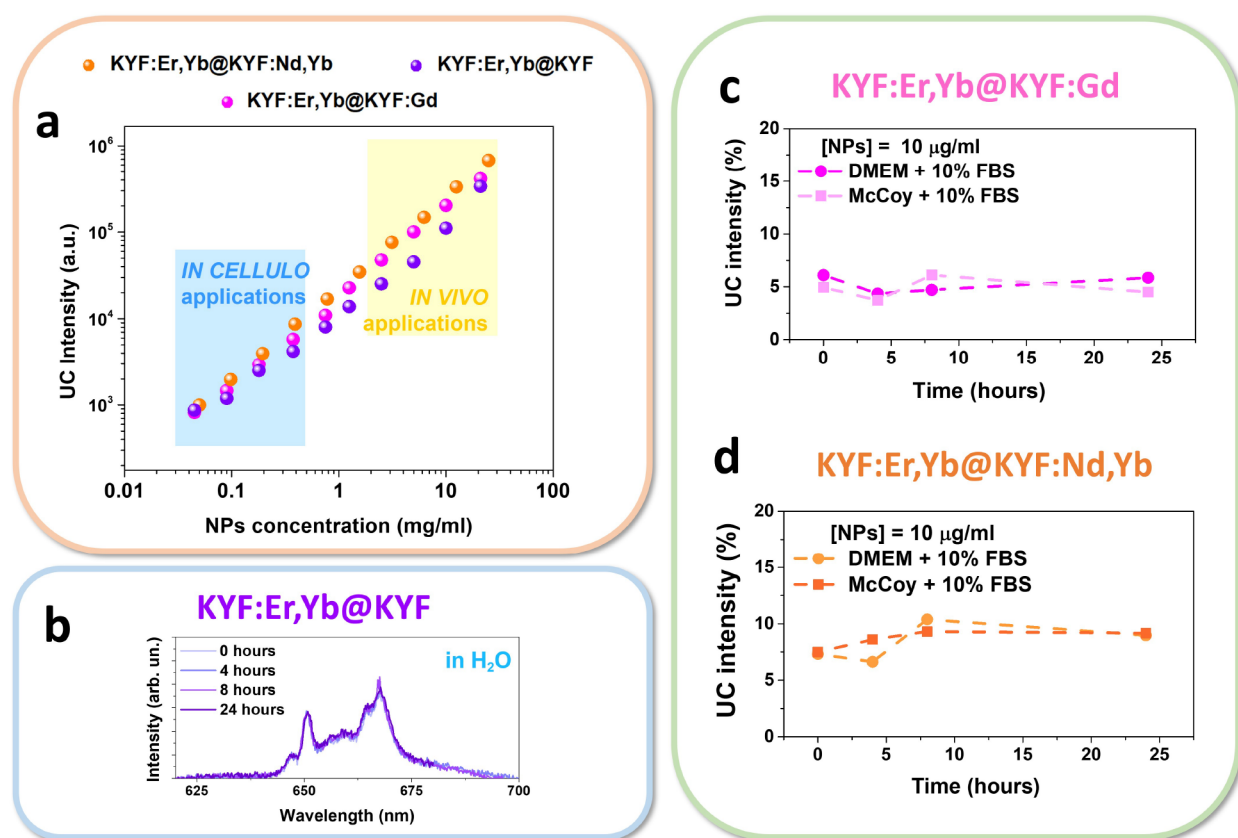 KYF:Er,Yb@KYF:Nd,Yb
KYF:Er,Yb@KYF
KYF:Er,Yb@KYF:Gd
a
10⁶
10⁵
10⁴
10³
UC Intensity (a.u.)
IN CELLULO
applications
IN VIVO
applications
0.01
0.1
1
10
100
NPs concentration (mg/ml)
b
KYF:Er,Yb@KYF
in H₂O
0 hours
4 hours
8 hours
24 hours
Intensity (arb. un.)
625
650
675
700
Wavelength (nm)
c
KYF:Er,Yb@KYF:Gd
[NPs] = 10 μg/ml
DMEM + 10% FBS
McCoy + 10% FBS
20
15
10
5
0
UC intensity (%)
0
5
10
15
20
25
Time (hours)
d
KYF:Er,Yb@KYF:Nd,Yb
[NPs] = 10 μg/ml
DMEM + 10% FBS
McCoy + 10% FBS
20
15
10
5
0
UC intensity (%)
0
5
10
15
20
25
Time (hours)